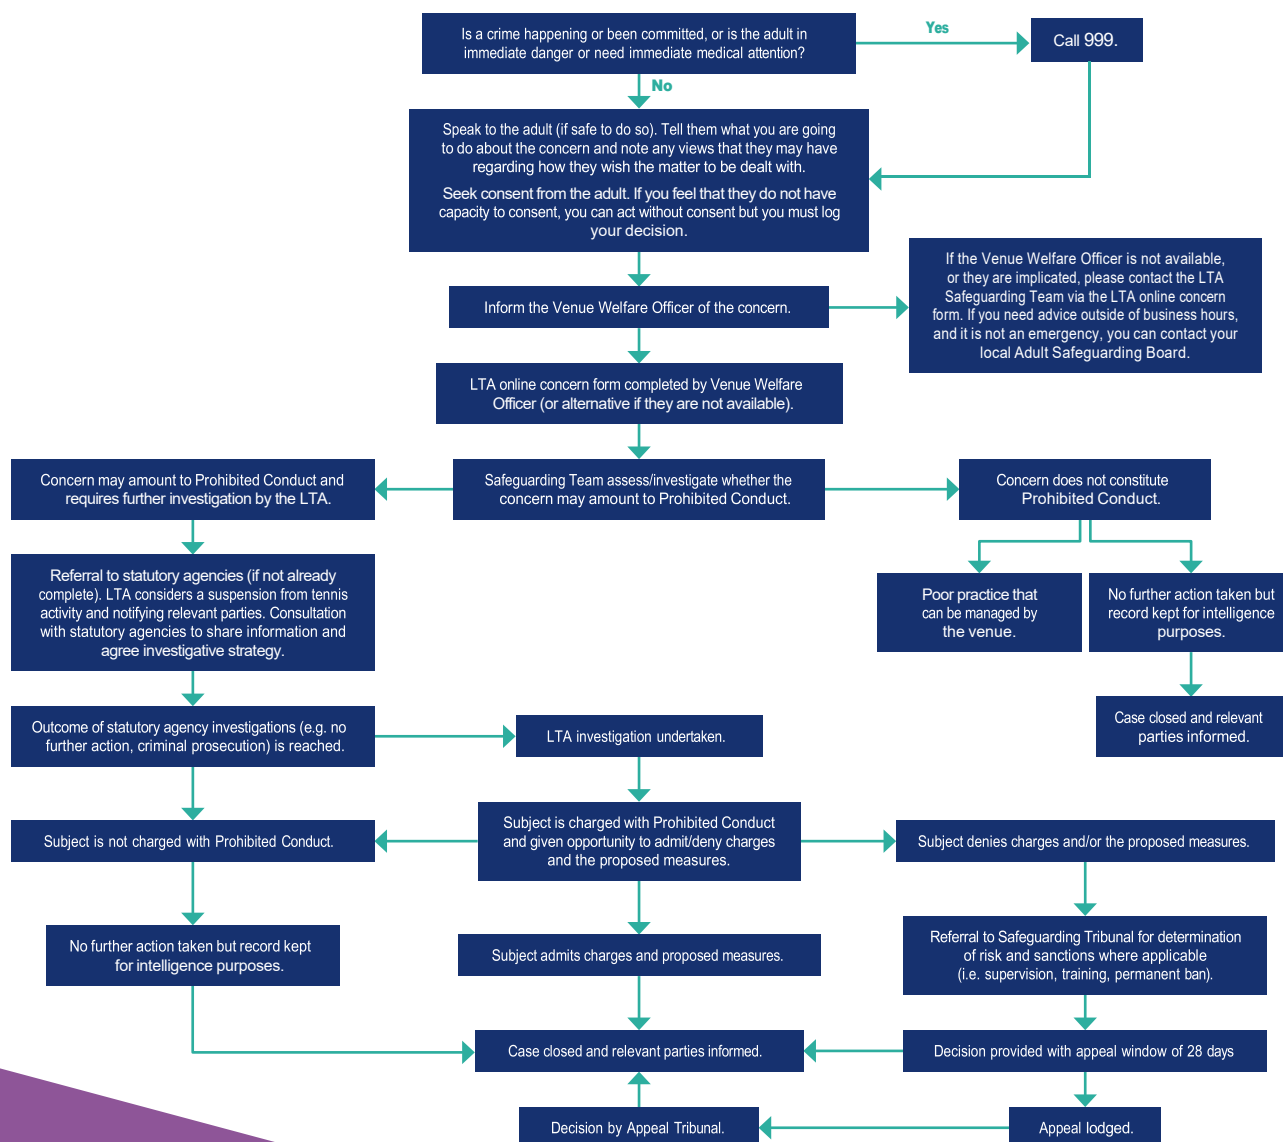 Is a crime happening or been committed, or is the adult in
immediate danger or need immediate medical attention?
Yes
Call 999.
No
Speak to the adult (if safe to do so). Tell them what you are going
to do about the concern and note any views that they may have
regarding how they wish the matter to be dealt with.
Seek consent from the adult. If you feel that they do not have
capacity to consent, you can act without consent but you must log
your decision.
If the Venue Welfare Officer is not available,
or they are implicated, please contact the LTA
Safeguarding Team via the LTA online concern
form. If you need advice outside of business hours,
and it is not an emergency, you can contact your
local Adult Safeguarding Board.
Inform the Venue Welfare Officer of the concern.
LTA online concern form completed by Venue Welfare
Officer (or alternative if they are not available).
Concern may amount to Prohibited Conduct and
requires further investigation by the LTA.
Safeguarding Team assess/investigate whether the
concern may amount to Prohibited Conduct.
Concern does not constitute
Prohibited Conduct.
Referral to statutory agencies (if not already
complete). LTA considers a suspension from tennis
activity and notifying relevant parties. Consultation
with statutory agencies to share information and
agree investigative strategy.
Poor practice that
can be managed by
the venue.
No further action taken but
record kept for intelligence
purposes.
Outcome of statutory agency investigations (e.g. no
further action, criminal prosecution) is reached.
LTA investigation undertaken.
Case closed and relevant
parties informed.
Subject is not charged with Prohibited Conduct.
Subject is charged with Prohibited Conduct
and given opportunity to admit/deny charges
and the proposed measures.
Subject denies charges and/or the proposed measures.
No further action taken but record kept
for intelligence purposes.
Subject admits charges and proposed measures.
Referral to Safeguarding Tribunal for determination
of risk and sanctions where applicable
(i.e. supervision, training, permanent ban).
Case closed and relevant parties informed.
Decision provided with appeal window of 28 days
Decision by Appeal Tribunal.
Appeal lodged.